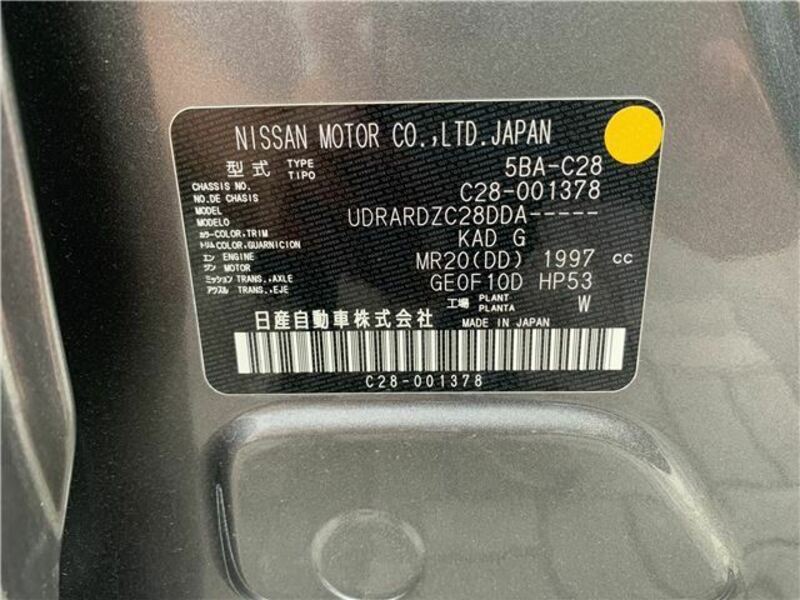 NISSAN MOTOR CO.,LTD.JAPAN
型式 TYPE TIPO 5BA-C28
CHASSIS NO. NO.DE CHASIS C28-001378
MODEL MODELO UDRARDZC28DDA-----
カラー COLOR,TRIM トリム COLOR,GUARNICION KAD G
エン ENGINE ジン MOTOR MR20(DD) 1997 cc
ミッション TRANS.,AXLE アクスル TRANS.,EJE GE0F10D HP53
工場 PLANT PLANTA W
日産自動車株式会社 MADE IN JAPAN
C28-001378